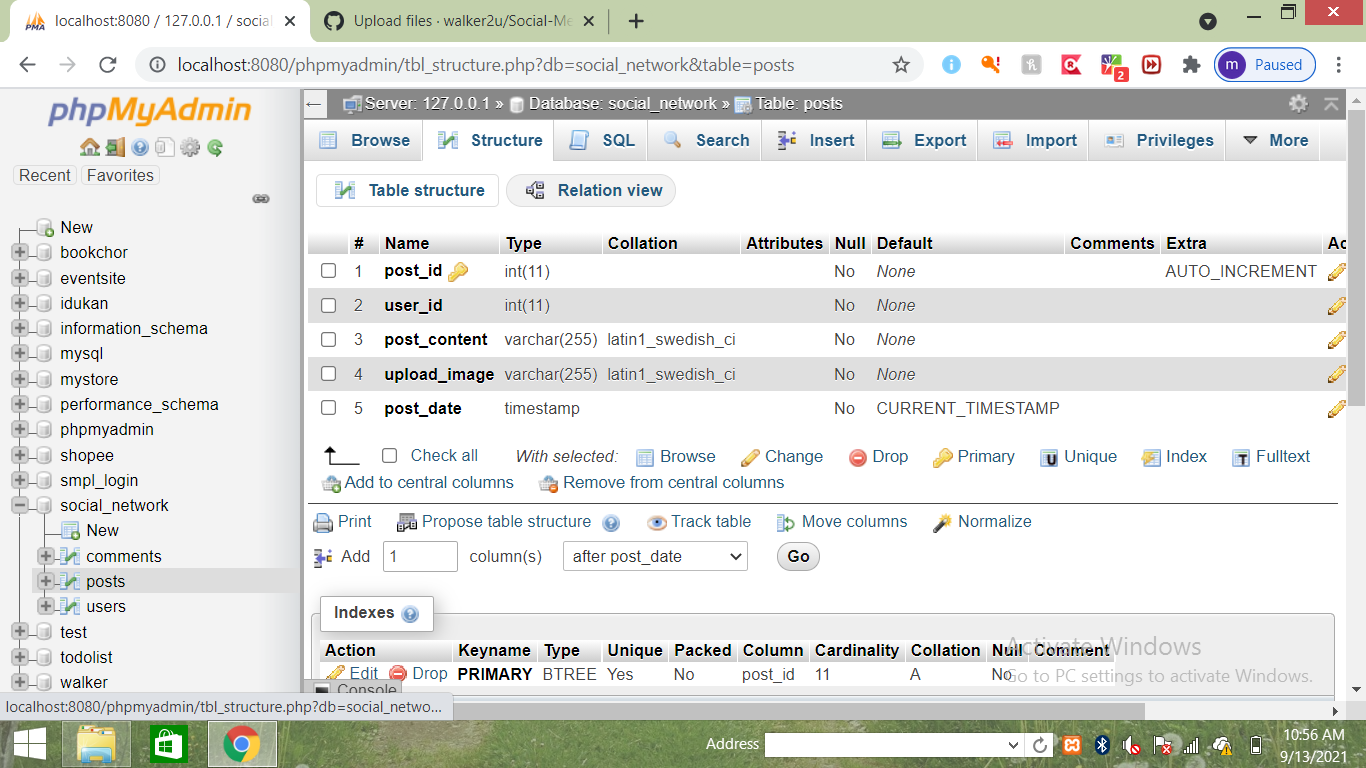 localhost:8080 / 127.0.0.1 / social
Upload files · walker2u/Social-Me
localhost:8080/phpmyadmin/tbl_structure.php?db=social_network&table=posts
2
m Paused
phpMyAdmin
Recent Favorites
New
bookchor
eventsite
idukan
information_schema
mysql
mystore
performance_schema
phpmyadmin
shopee
smpl_login
social_network
New
comments
posts
users
test
todolist
walker
Server: 127.0.0.1 » Database: social_network » Table: posts
Browse Structure SQL Search Insert Export Import Privileges More
Table structure Relation view
# Name Type Collation Attributes Null Default Comments Extra Ac
1 post_id int(11) No None AUTO_INCREMENT
2 user_id int(11) No None
3 post_content varchar(255) latin1_swedish_ci No None
4 upload_image varchar(255) latin1_swedish_ci No None
5 post_date timestamp No CURRENT_TIMESTAMP
Check all With selected: Browse Change Drop Primary Unique Index Fulltext
Add to central columns Remove from central columns
Print Propose table structure Track table Move columns Normalize
Add 1 column(s) after post_date Go
Indexes
Action Keyname Type Unique Packed Column Cardinality Collation Null Comment
Edit Drop PRIMARY BTREE Yes No post_id 11 A No
Console
Activate Windows
Go to PC settings to activate Windows.
localhost:8080/phpmyadmin/tbl_structure.php?db=social_netwo...
Address
10:56 AM
9/13/2021